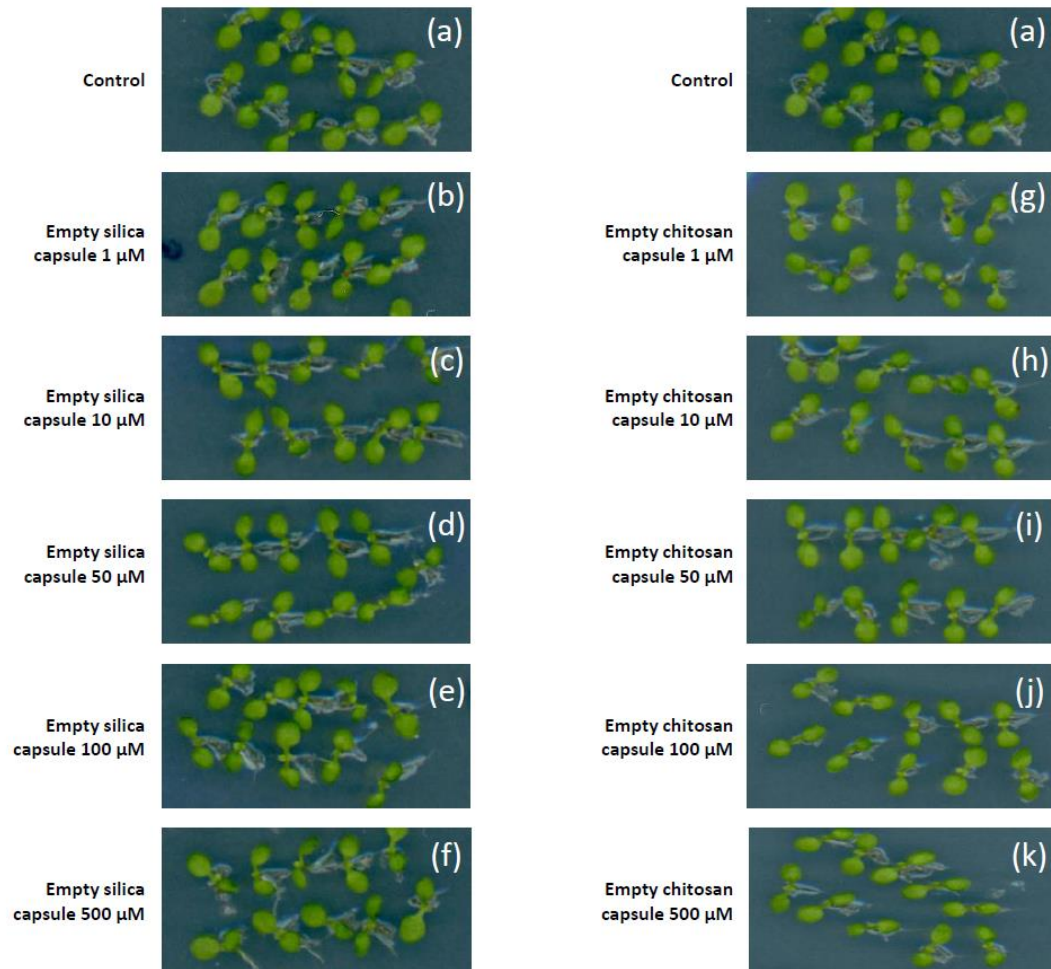 (a)
Control
(b)
Empty silica
capsule 1 μM
(c)
Empty silica
capsule 10 μM
(d)
Empty silica
capsule 50 μM
(e)
Empty silica
capsule 100 μM
(f)
Empty silica
capsule 500 μM
(a)
Control
(g)
Empty chitosan
capsule 1 μM
(h)
Empty chitosan
capsule 10 μM
(i)
Empty chitosan
capsule 50 μM
(j)
Empty chitosan
capsule 100 μM
(k)
Empty chitosan
capsule 500 μM